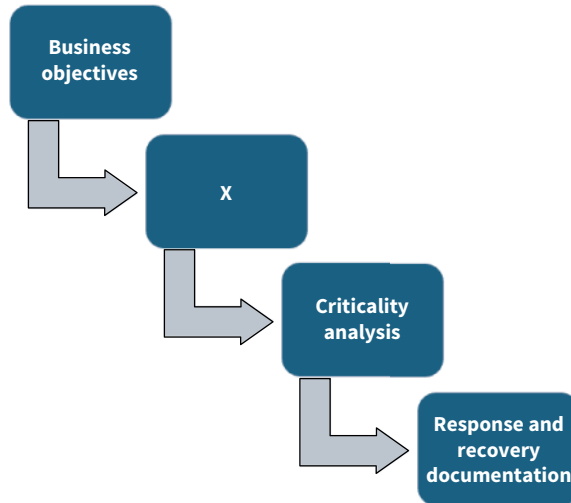 Business
objectives
X
Criticality
analysis
Response and
recovery
documentation